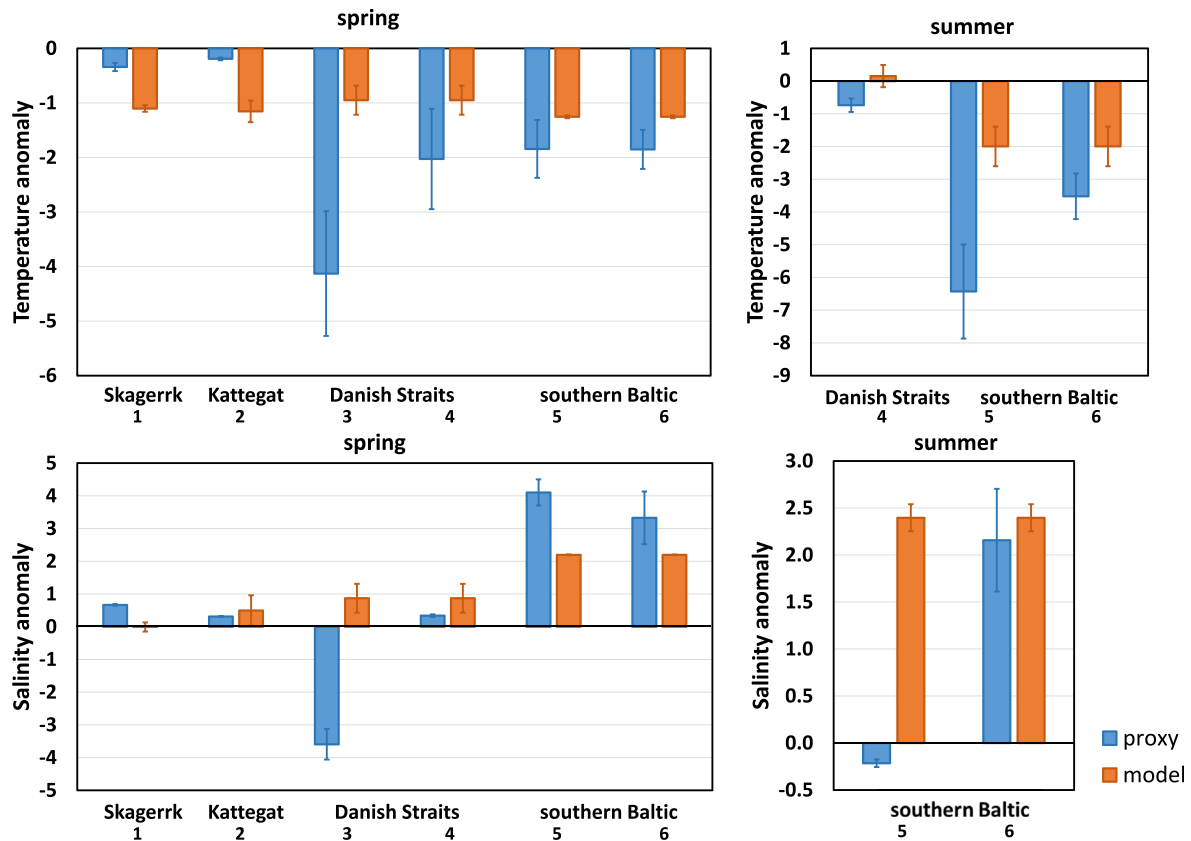 spring
0
-1
-2
-3
-4
-5
-6
Temperature anomaly
Skagerrk Kattegat Danish Straits southern Baltic
1 2 3 4 5 6
summer
1
0
-1
-2
-3
-4
-5
-6
-7
-8
-9
Temperature anomaly
Danish Straits southern Baltic
4 5 6
spring
5
4
3
2
1
0
-1
-2
-3
-4
-5
Salinity anomaly
Skagerrk Kattegat Danish Straits southern Baltic
1 2 3 4 5 6
summer
3.0
2.5
2.0
1.5
1.0
0.5
0.0
-0.5
Salinity anomaly
southern Baltic
5 6
proxy
model